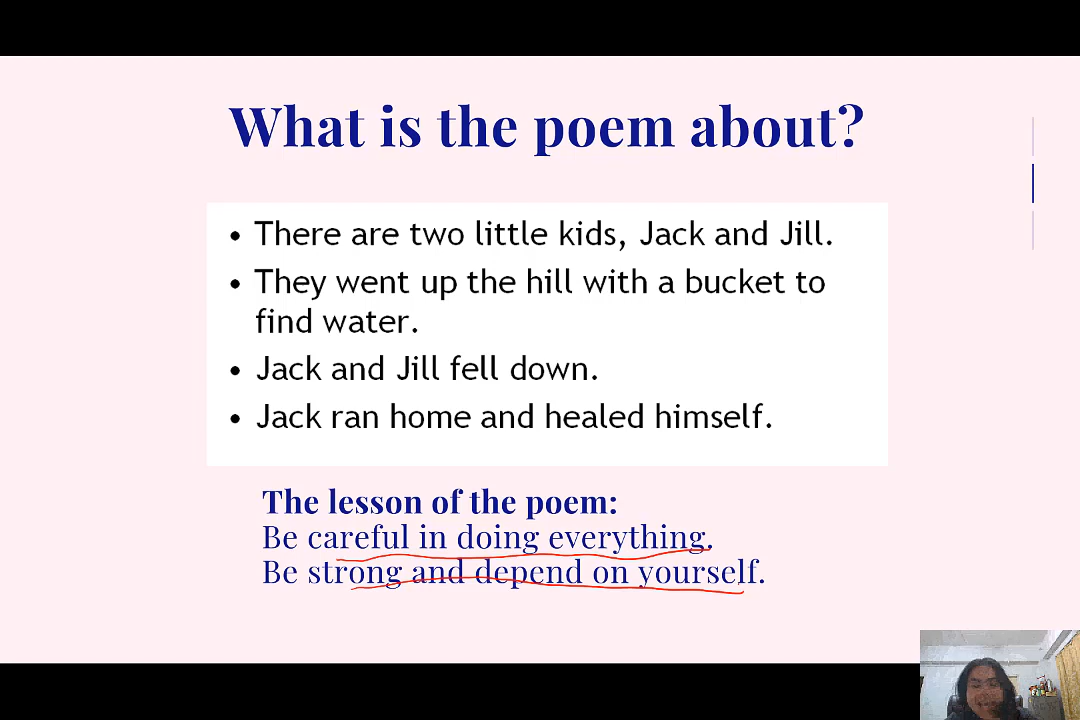 What is the poem about?
• There are two little kids, Jack and Jill.
• They went up the hill with a bucket to
find water.
• Jack and Jill fell down.
• Jack ran home and healed himself.
The lesson of the poem:
Be careful in doing everything.
Be strong and depend on yourself.